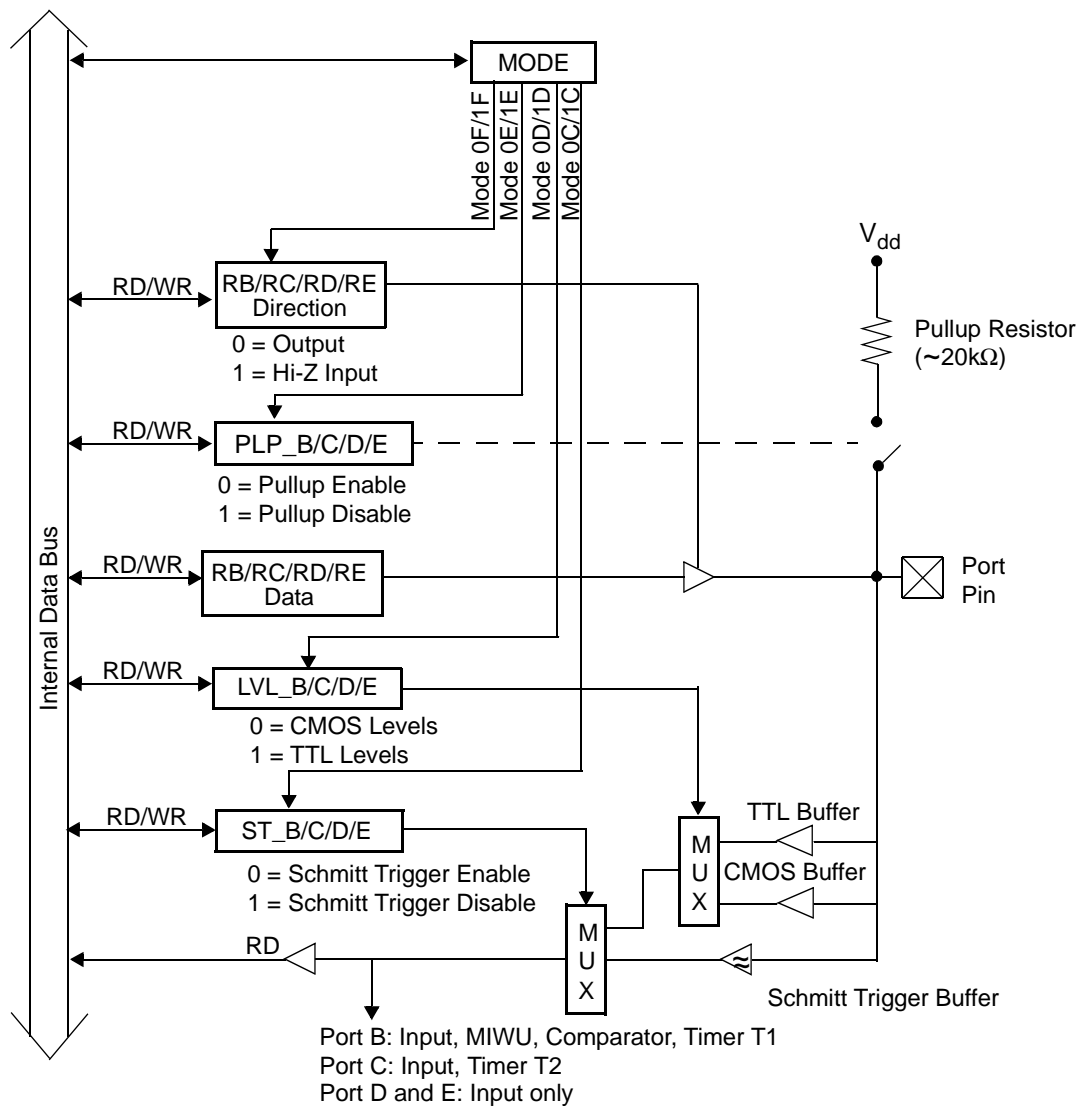 MODE
Mode 0F/1F
Mode 0E/1E
Mode 0D/1D
Mode 0C/1C
Vdd
RD/WR
RB/RC/RD/RE
Direction
0 = Output
1 = Hi-Z Input
Pullup Resistor
(~20kΩ)
RD/WR
PLP_B/C/D/E
0 = Pullup Enable
1 = Pullup Disable
Internal Data Bus
RD/WR
RB/RC/RD/RE
Data
Port
Pin
RD/WR
LVL_B/C/D/E
0 = CMOS Levels
1 = TTL Levels
RD/WR
ST_B/C/D/E
0 = Schmitt Trigger Enable
1 = Schmitt Trigger Disable
MUX
TTL Buffer
CMOS Buffer
MUX
RD
≈
Schmitt Trigger Buffer
Port B: Input, MIWU, Comparator, Timer T1
Port C: Input, Timer T2
Port D and E: Input only